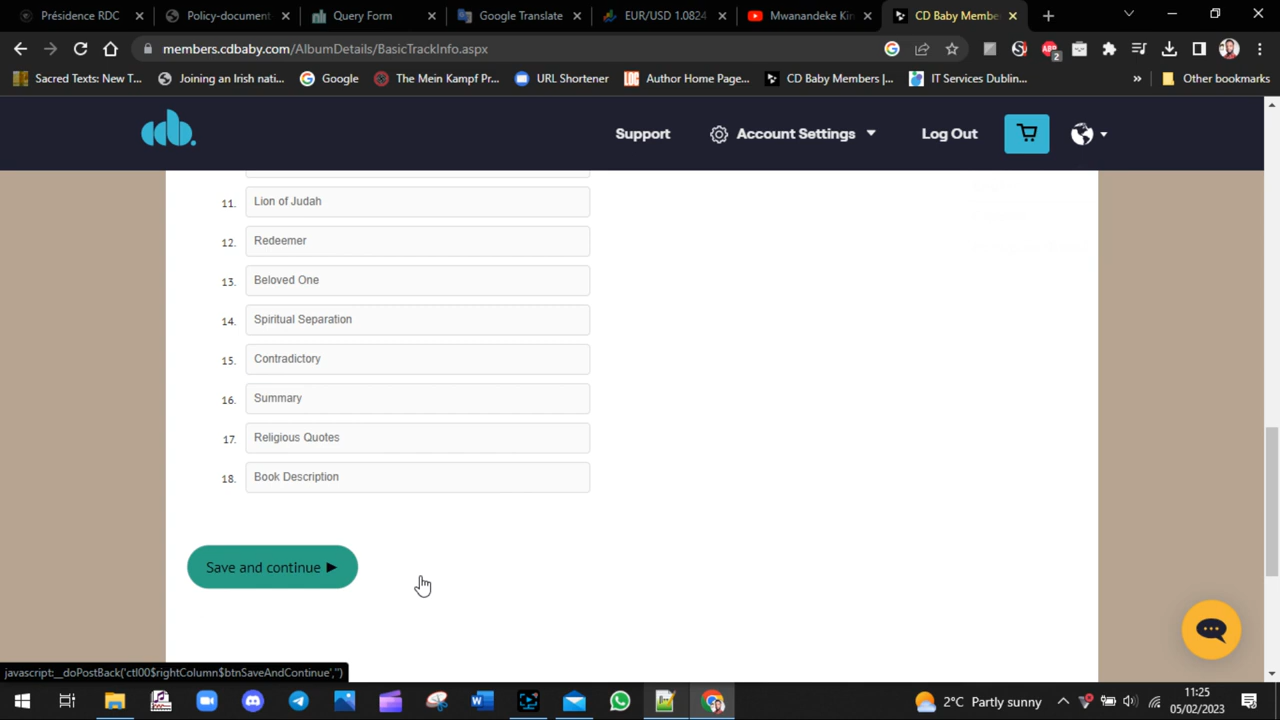 Présidence RDC
Policy-document
Query Form
Google Translate
EUR/USD 1.0824
Mwanandeke Kin
CD Baby Membe
members.cdbaby.com/AlbumDetails/BasicTrackInfo.aspx
2
Sacred Texts: New T...
Joining an Irish nati...
Google
The Mein Kampf Pr...
URL Shortener
Author Home Page...
CD Baby Members |...
IT Services Dublin...
»
Other bookmarks
Support
Account Settings
Log Out
11. Lion of Judah
12. Redeemer
13. Beloved One
14. Spiritual Separation
15. Contradictory
16. Summary
17. Religious Quotes
18. Book Description
Save and continue ▶
javascript:__doPostBack('ctl00$rightColumn$btnSaveAndContinue','')
2°C Partly sunny
11:25
05/02/2023